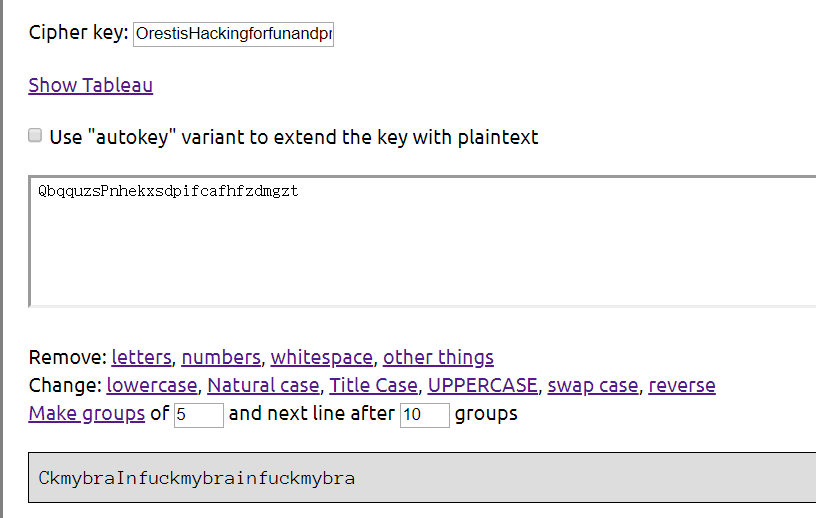 Cipher key: OrestisHackingforfunandpr
Show Tableau
Use "autokey" variant to extend the key with plaintext
QbqquzsPnhekxsdpifcafhfzdmgzt
Remove: letters, numbers, whitespace, other things
Change: lowercase, Natural case, Title Case, UPPERCASE, swap case, reverse
Make groups of 5 and next line after 10 groups
CkmybraInfuckmybrainfuckmybra